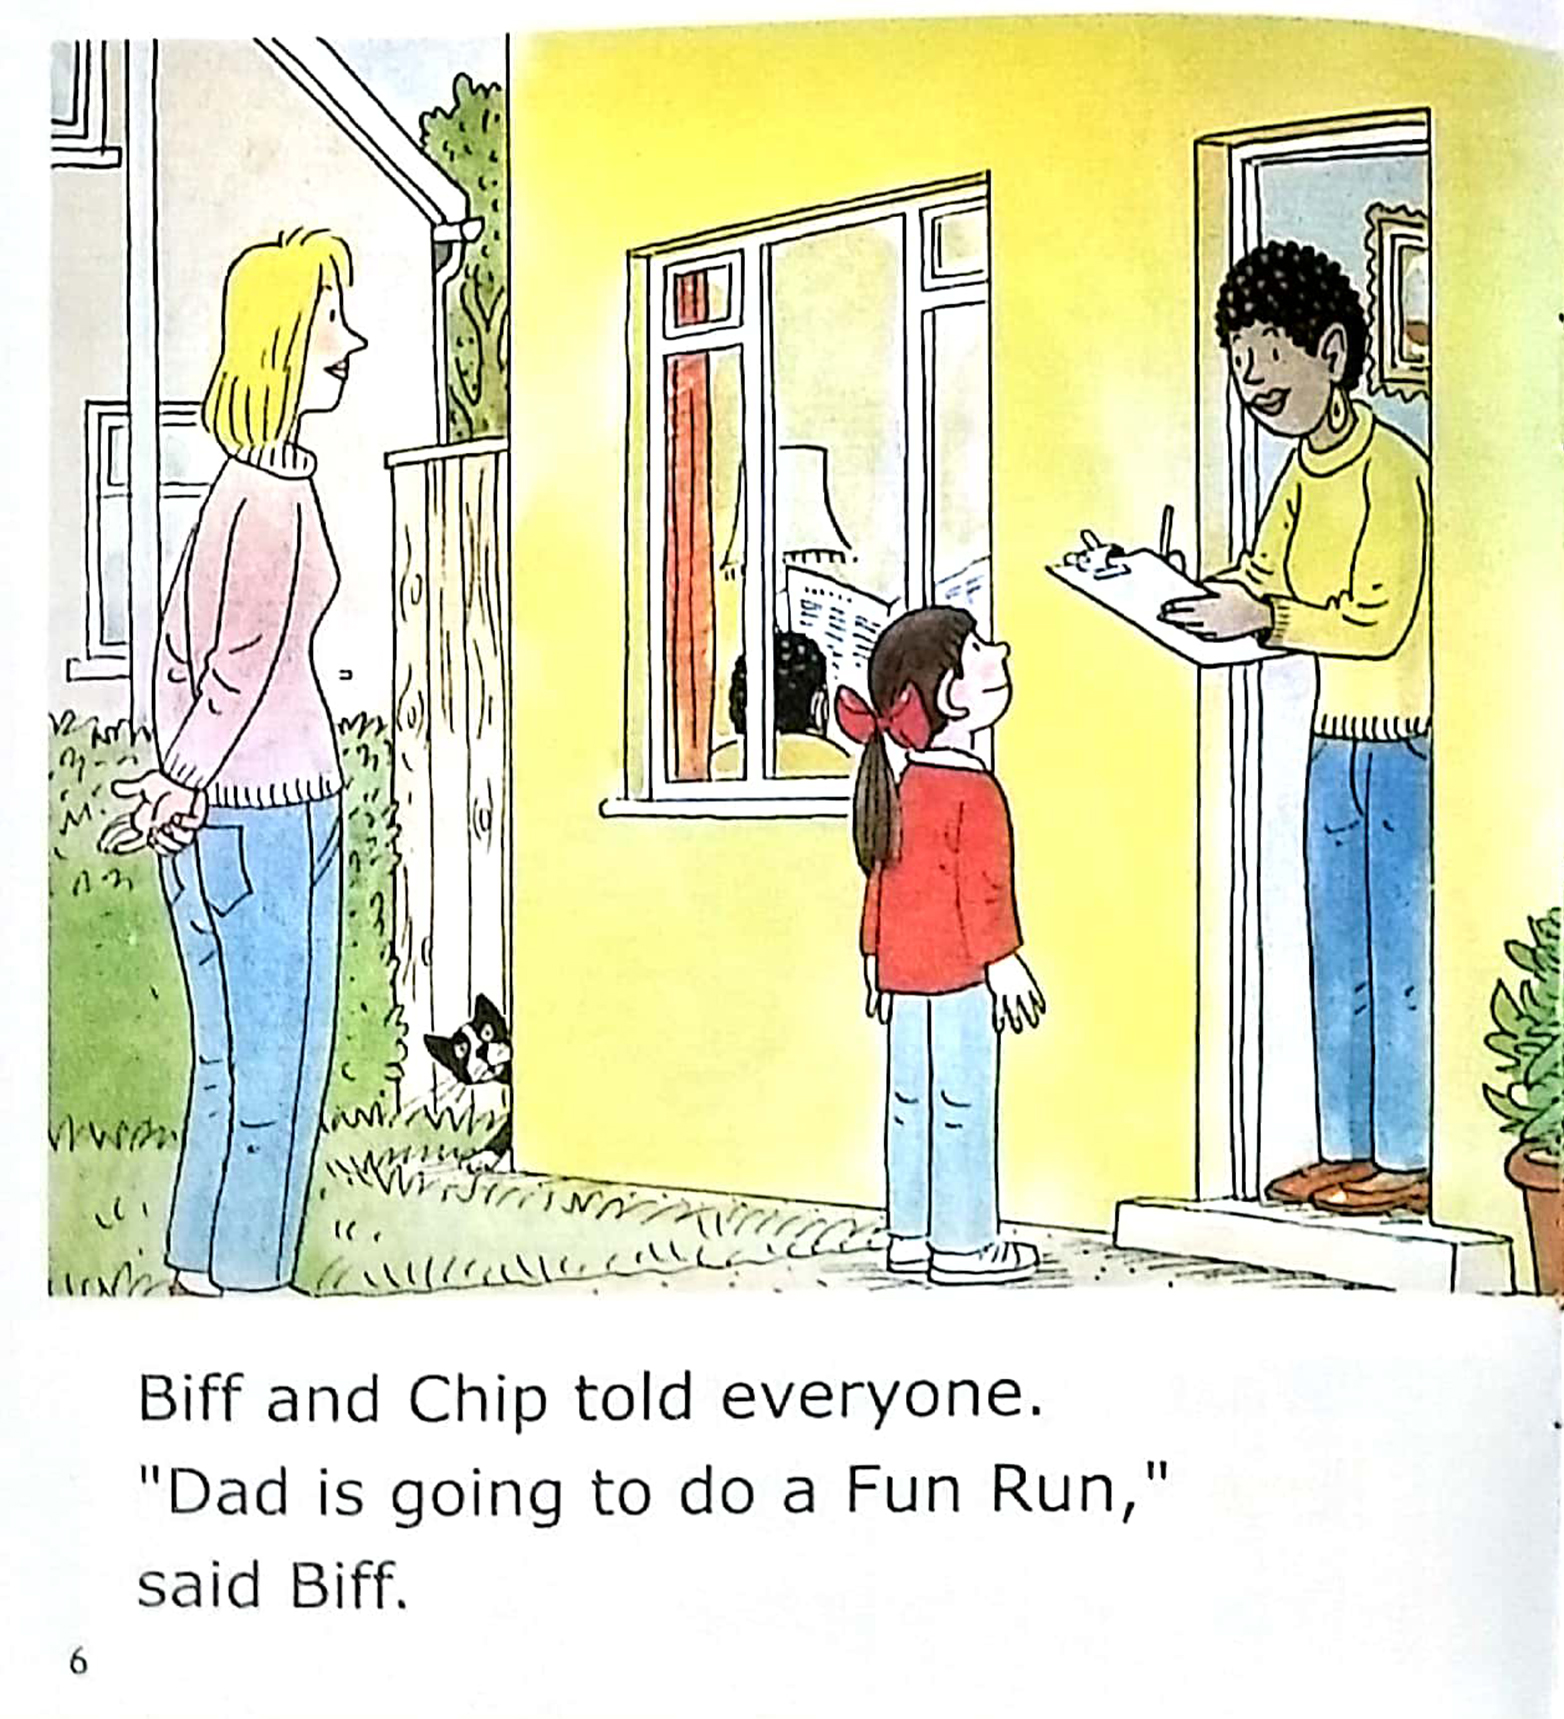 Biff and Chip told everyone.
"Dad is going to do a Fun Run,"
said Biff.
6